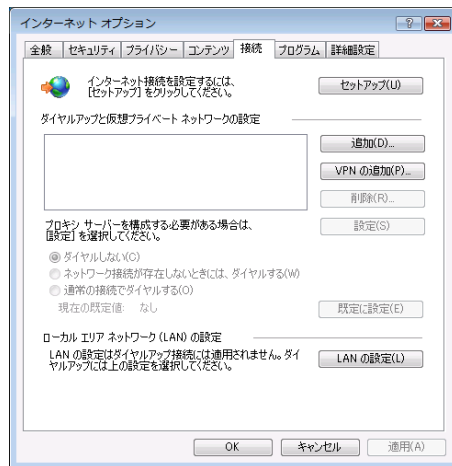 インターネット オプション
全般 セキュリティ プライバシー コンテンツ 接続 プログラム 詳細設定
インターネット接続を設定するには、
[セットアップ] をクリックしてください。
セットアップ(U)
ダイヤルアップと仮想プライベート ネットワークの設定
追加(D)...
VPN の追加(P)...
削除(R)...
プロキシ サーバーを構成する必要がある場合は、
[設定] を選択してください。
設定(S)
ダイヤルしない(C)
ネットワーク接続が存在しないときには、ダイヤルする(W)
通常の接続でダイヤルする(O)
現在の既定値: なし
既定に設定(E)
ローカル エリア ネットワーク (LAN) の設定
LAN の設定はダイヤルアップ接続には適用されません。ダイ
ヤルアップには上の設定を選択してください。
LAN の設定(L)
OK キャンセル 適用(A)